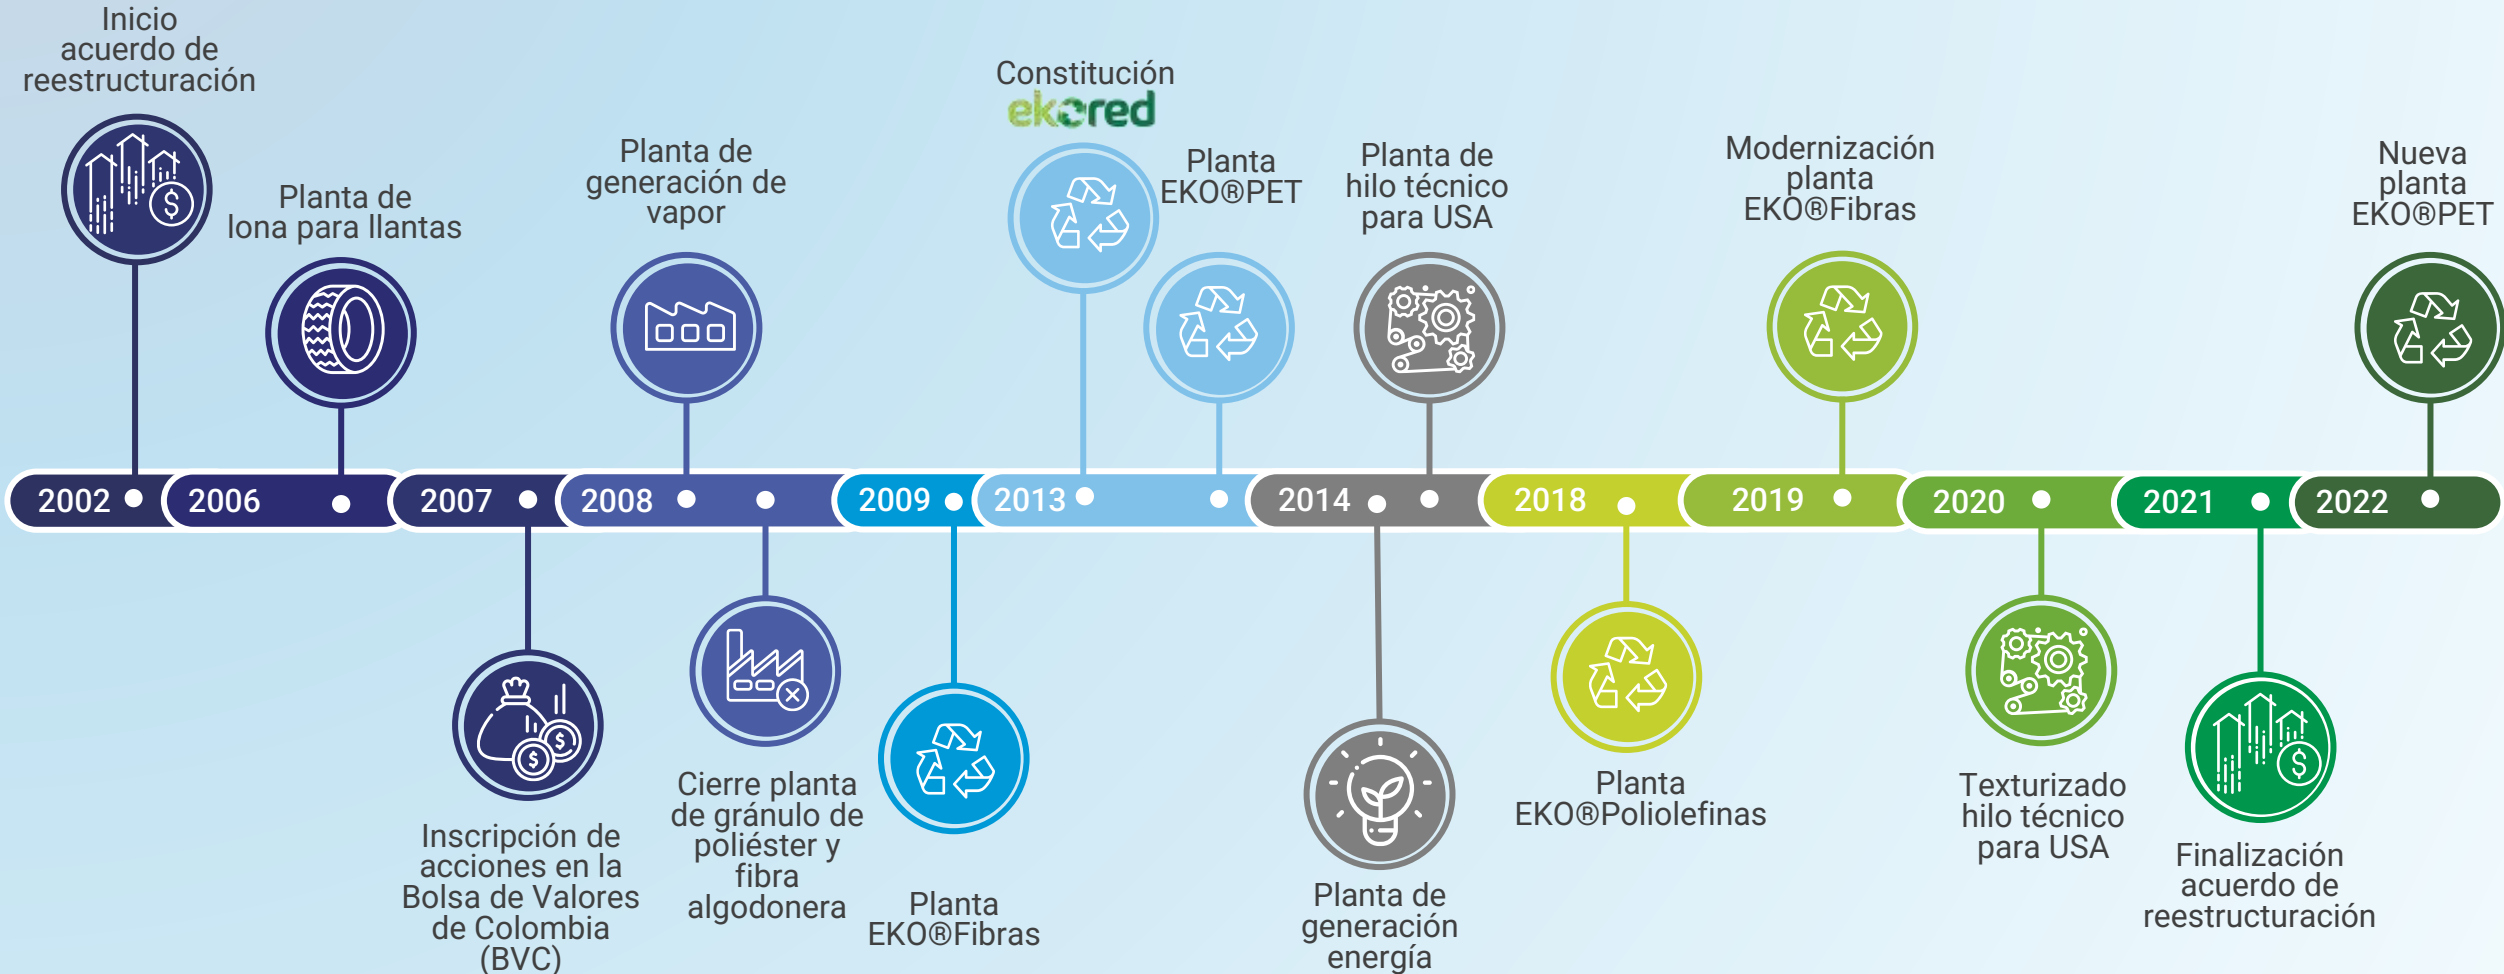 Inicio
acuerdo de
reestructuración
Planta de
lona para llantas
Planta de
generación de
vapor
Constitución
ekored
Planta
EKO®PET
Planta de
hilo técnico
para USA
Modernización
planta
EKO®Fibras
Nueva
planta
EKO®PET
$
2002
2006
2007
2008
2009
2013
2014
2018
2019
2020
2021
2022
$
$
$
Inscripción de
acciones en la
Bolsa de Valores
de Colombia
(BVC)
Cierre planta
de gránulo de
poliéster y
fibra
algodonera
Planta
EKO®Fibras
Planta de
generación
energía
Planta
EKO®Poliolefinas
Texturizado
hilo técnico
para USA
Finalización
acuerdo de
reestructuración